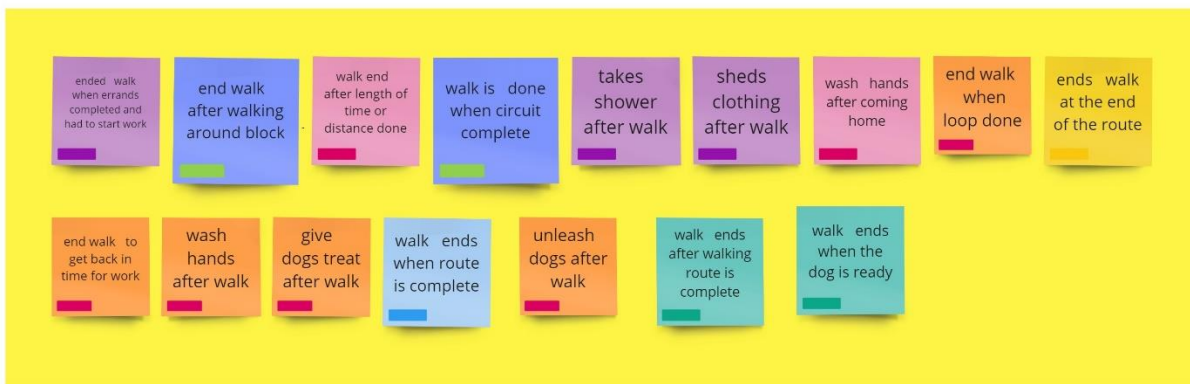 ended walk
when errands
completed and
had to start work
end walk
after walking
around block
walk end
after length of
time or
distance done
walk is done
when circuit
complete
takes
shower
after walk
sheds
clothing
after walk
wash hands
after coming
home
end walk
when
loop done
ends walk
at the end
of the route
end walk to
get back in
time for work
wash
hands
after walk
give
dogs treat
after walk
walk ends
when route
is complete
unleash
dogs after
walk
walk ends
after walking
route is
complete
walk ends
when the
dog is ready